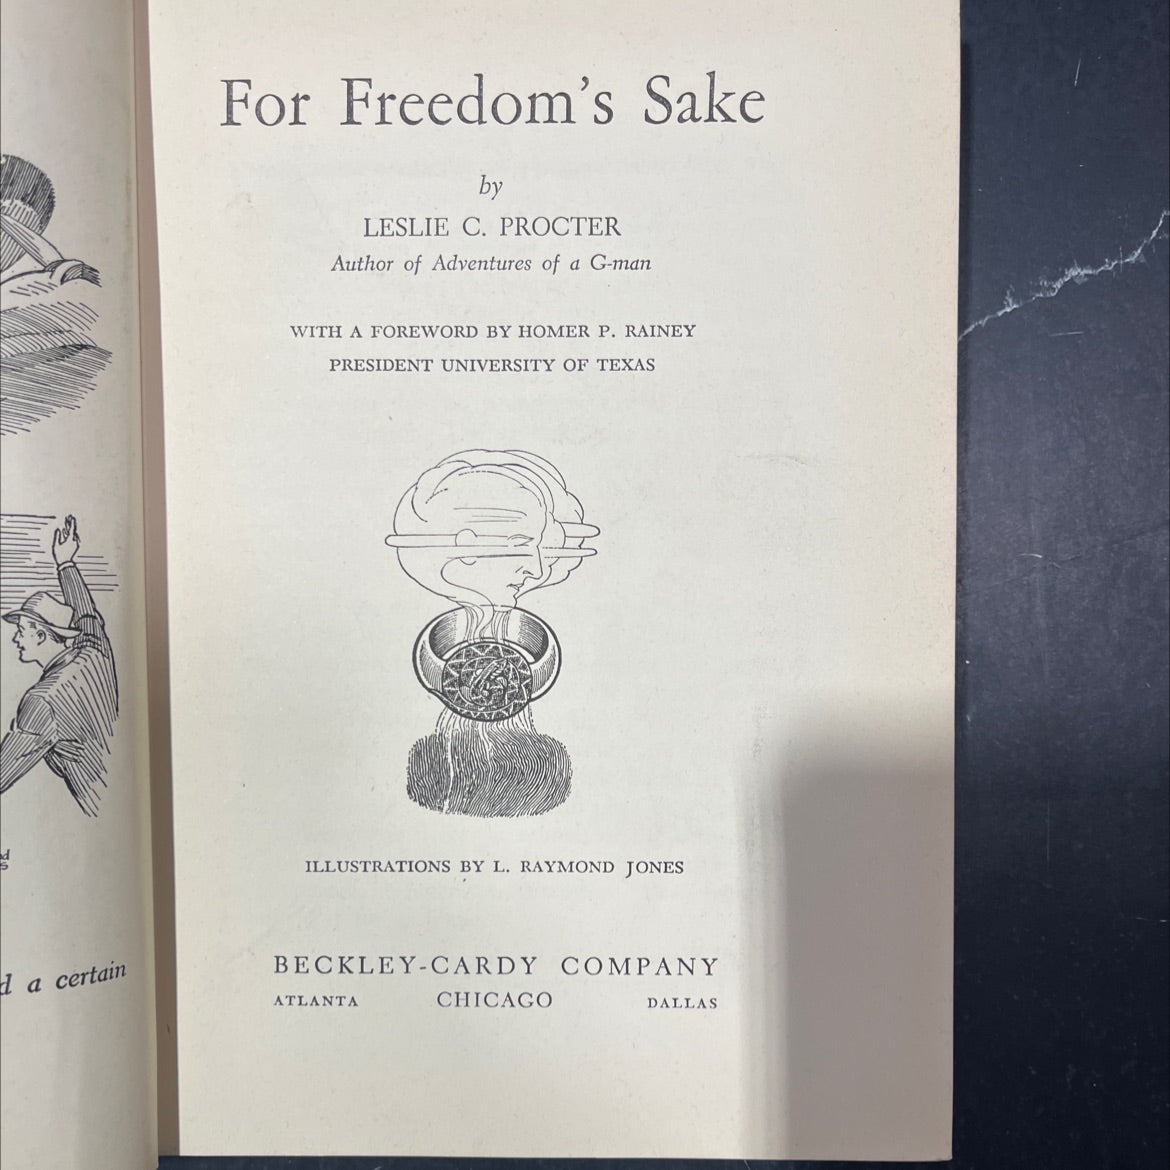 For Freedom's Sake
by
LESLIE C. PROCTER
Author of Adventures of a G-man
WITH A FOREWORD BY HOMER P. RAINEY
PRESIDENT UNIVERSITY OF TEXAS
ILLUSTRATIONS BY L. RAYMOND JONES
BECKLEY-CARDY COMPANY
ATLANTA CHICAGO DALLAS
a certain